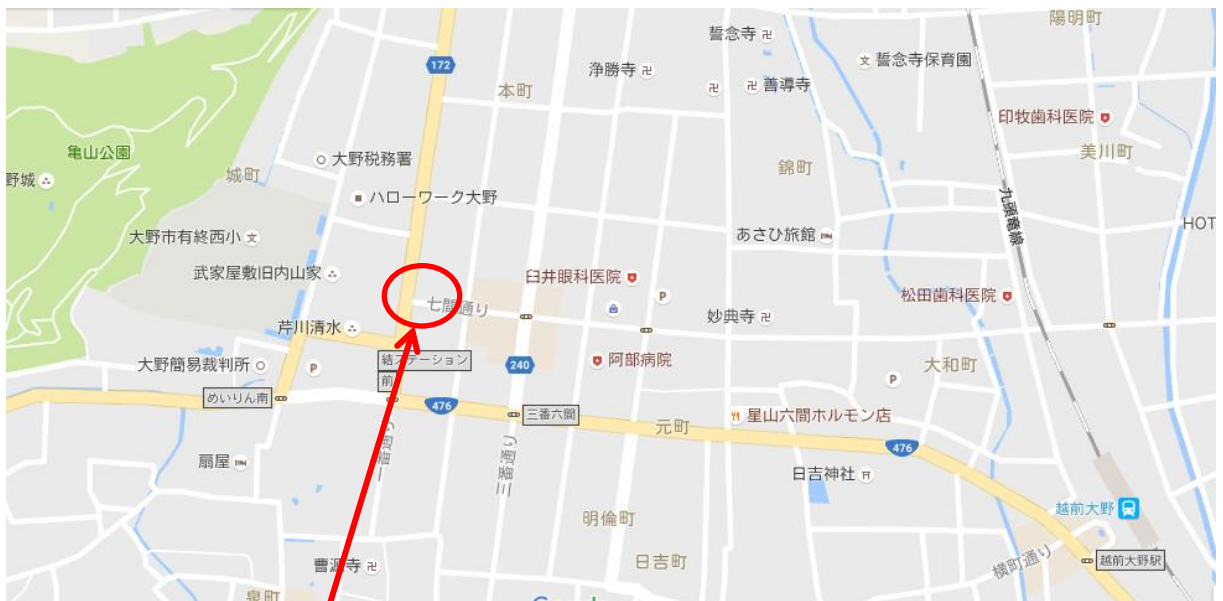 陽明町
誓念寺
誓念寺保育園
浄勝寺
善導寺
172
本町
印牧歯科医院
美川町
亀山公園
大野税務署
錦町
野城
城町
ハローワーク大野
九頭竜線
HOT
大野市有終西小
あさひ旅館
武家屋敷旧内山家
臼井眼科医院
松田歯科医院
P
七間通り
妙典寺
芹川清水
結ステーション
前
大野簡易裁判所
P
240
阿部病院
大和町
P
めいりん南
476
三番六間
星山六間ホルモン店
元町
476
一番通り
三番通り
扇屋
日吉神社
越前大野
明倫町
曹源寺
日吉町
横町通り
越前大野駅
泉町